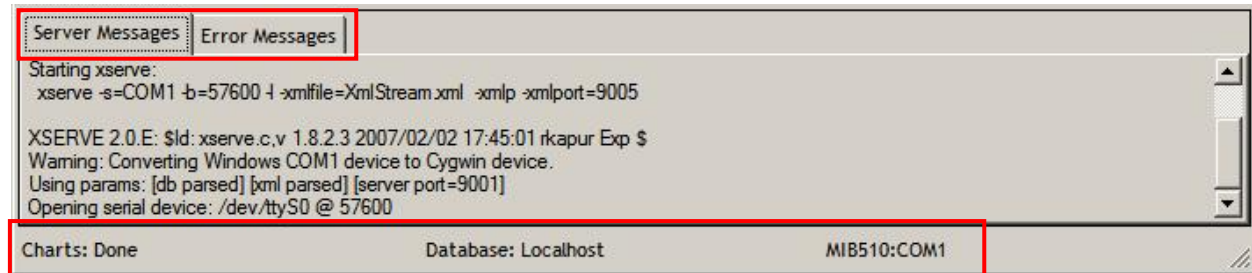 Server Messages Error Messages
Starting xserve:
xserve -s=COM1 -b=57600 -l -xmlfile=XmlStream.xml -xmlp -xmlport=9005
XSERVE 2.0.E: $Id: xserve.c,v 1.8.2.3 2007/02/02 17:45:01 rkapur Exp $
Warning: Converting Windows COM1 device to Cygwin device.
Using params: [db parsed] [xml parsed] [server port=9001]
Opening serial device: /dev/ttyS0 @ 57600
Charts: Done Database: Localhost MIB510:COM1